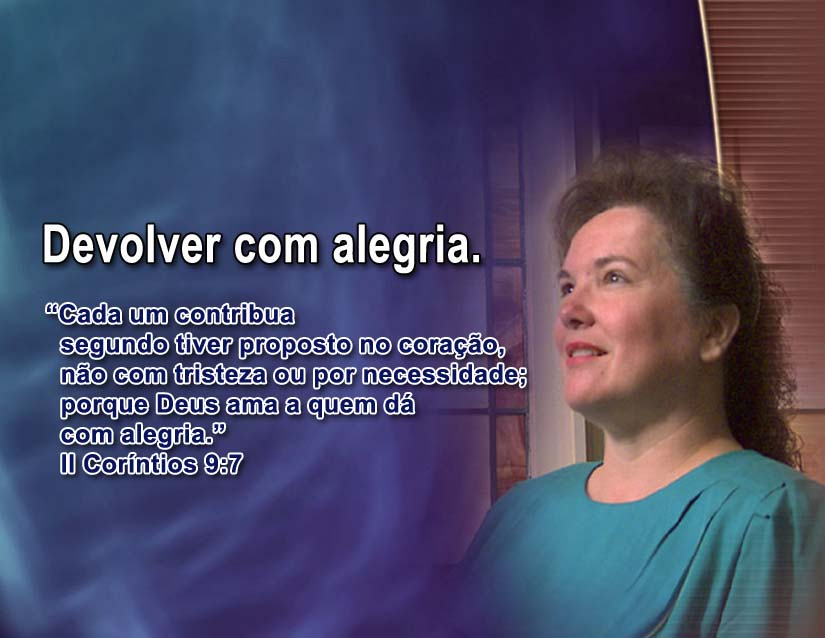 Devolver com alegria.
“Cada um contribua
segundo tiver proposto no coração,
não com tristeza ou por necessidade;
porque Deus ama a quem dá
com alegria.”
II Coríntios 9:7